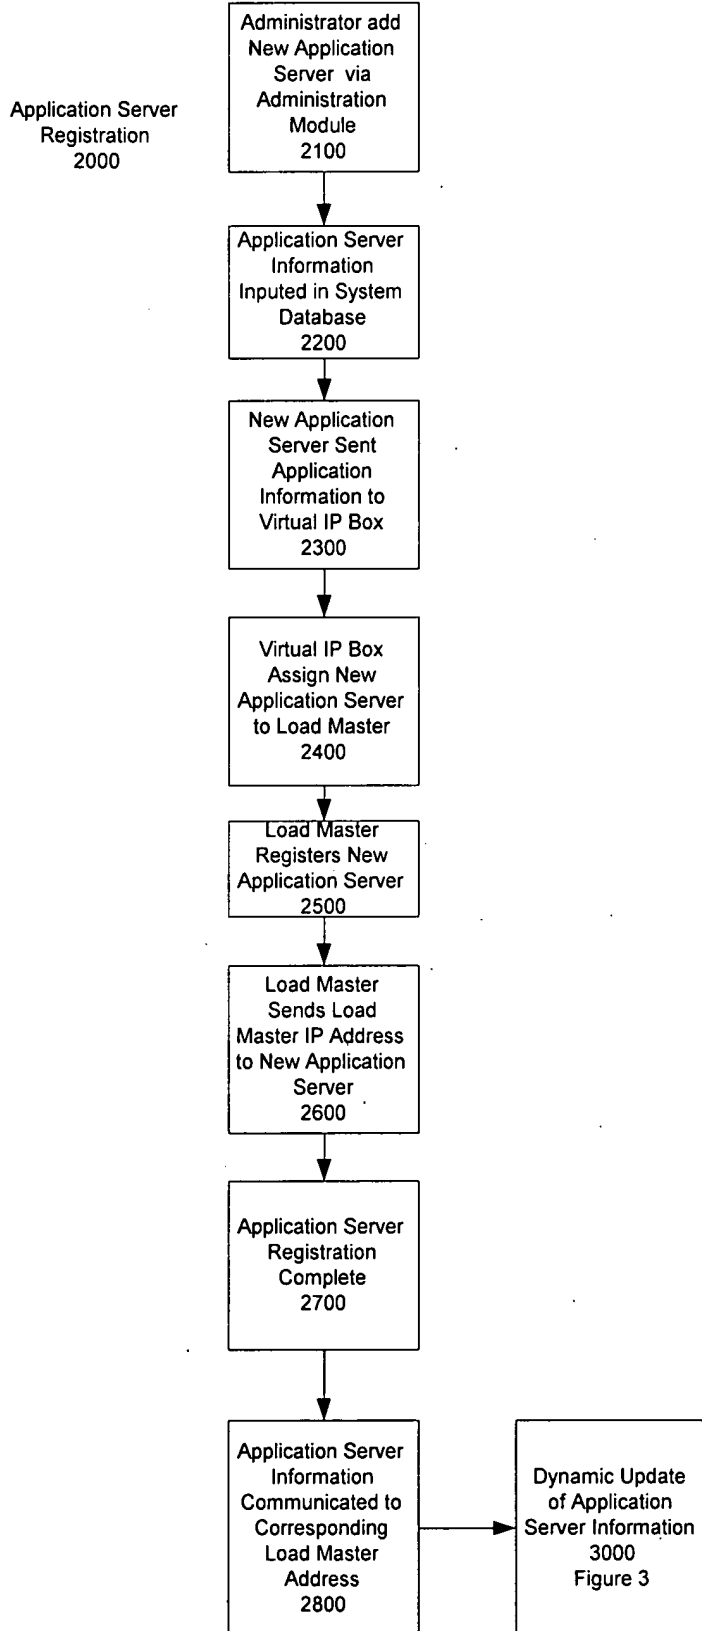 Administrator add
New Application
Server via
Administration
Module
2100
Application Server
Registration
2000
Application Server
Information
Inputed in System
Database
2200
New Application
Server Sent
Application
Information to
Virtual IP Box
2300
Virtual IP Box
Assign New
Application Server
to Load Master
2400
Load Master
Registers New
Application Server
2500
Load Master
Sends Load
Master IP Address
to New Application
Server
2600
Application Server
Registration
Complete
2700
Application Server
Information
Communicated to
Corresponding
Load Master
Address
2800
Dynamic Update
of Application
Server Information
3000
Figure 3